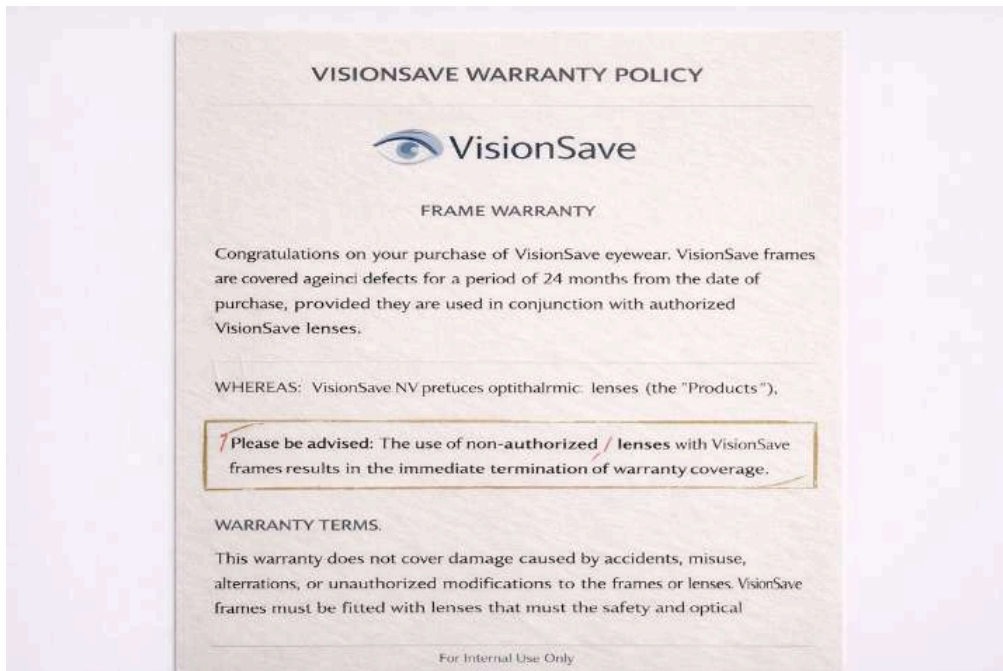 VISIONSAVE WARRANTY POLICY
VisionSave
FRAME WARRANTY
Congratulations on your purchase of VisionSave eyewear. VisionSave frames
are covered ageinci defects for a period of 24 months from the date of
purchase, provided they are used in conjunction with authorized
VisionSave lenses.
WHEREAS: VisionSave NV prefuces optithalrmic lenses (the "Products"),
Please be advised: The use of non-authorized / lenses with VisionSave
frames results in the immediate termination of warranty coverage.
WARRANTY TERMS.
This warranty does not cover damage caused by accidents, misuse,
alterrations, or unauthorized modifications to the frames or lenses. VisionSave
frames must be fitted with lenses that must the safety and optical
For Internal Use Only